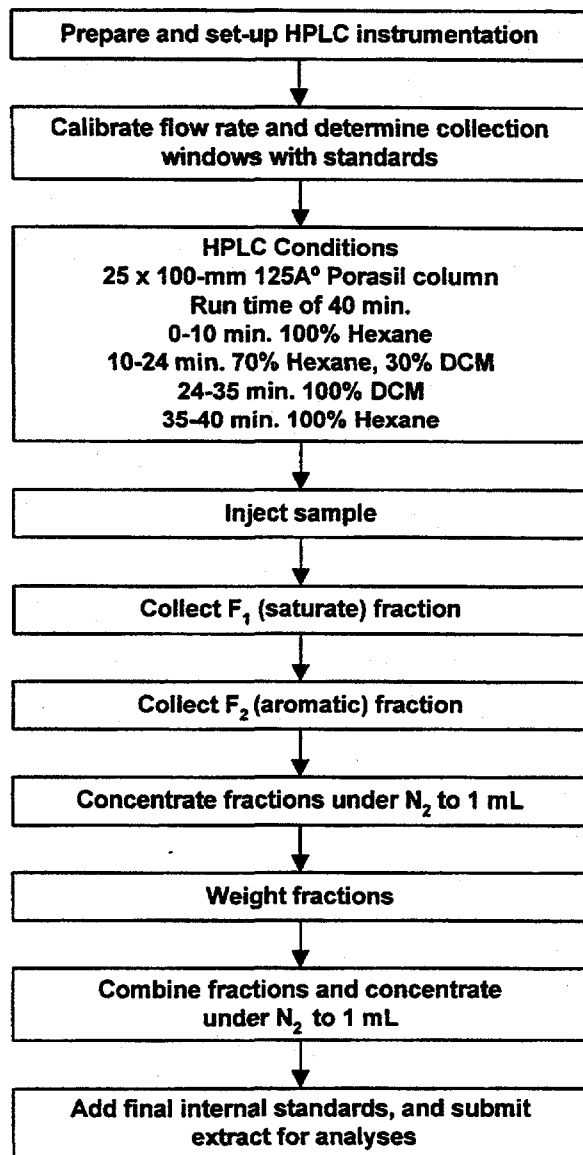 Prepare and set-up HPLC instrumentation
Calibrate flow rate and determine collection
windows with standards
HPLC Conditions
25 x 100-mm 125Aº Porasil column
Run time of 40 min.
0-10 min. 100% Hexane
10-24 min. 70% Hexane, 30% DCM
24-35 min. 100% DCM
35-40 min. 100% Hexane
Inject sample
Collect F₁ (saturate) fraction
Collect F₂ (aromatic) fraction
Concentrate fractions under N₂ to 1 mL
Weight fractions
Combine fractions and concentrate
under N₂ to 1 mL
Add final internal standards, and submit
extract for analyses